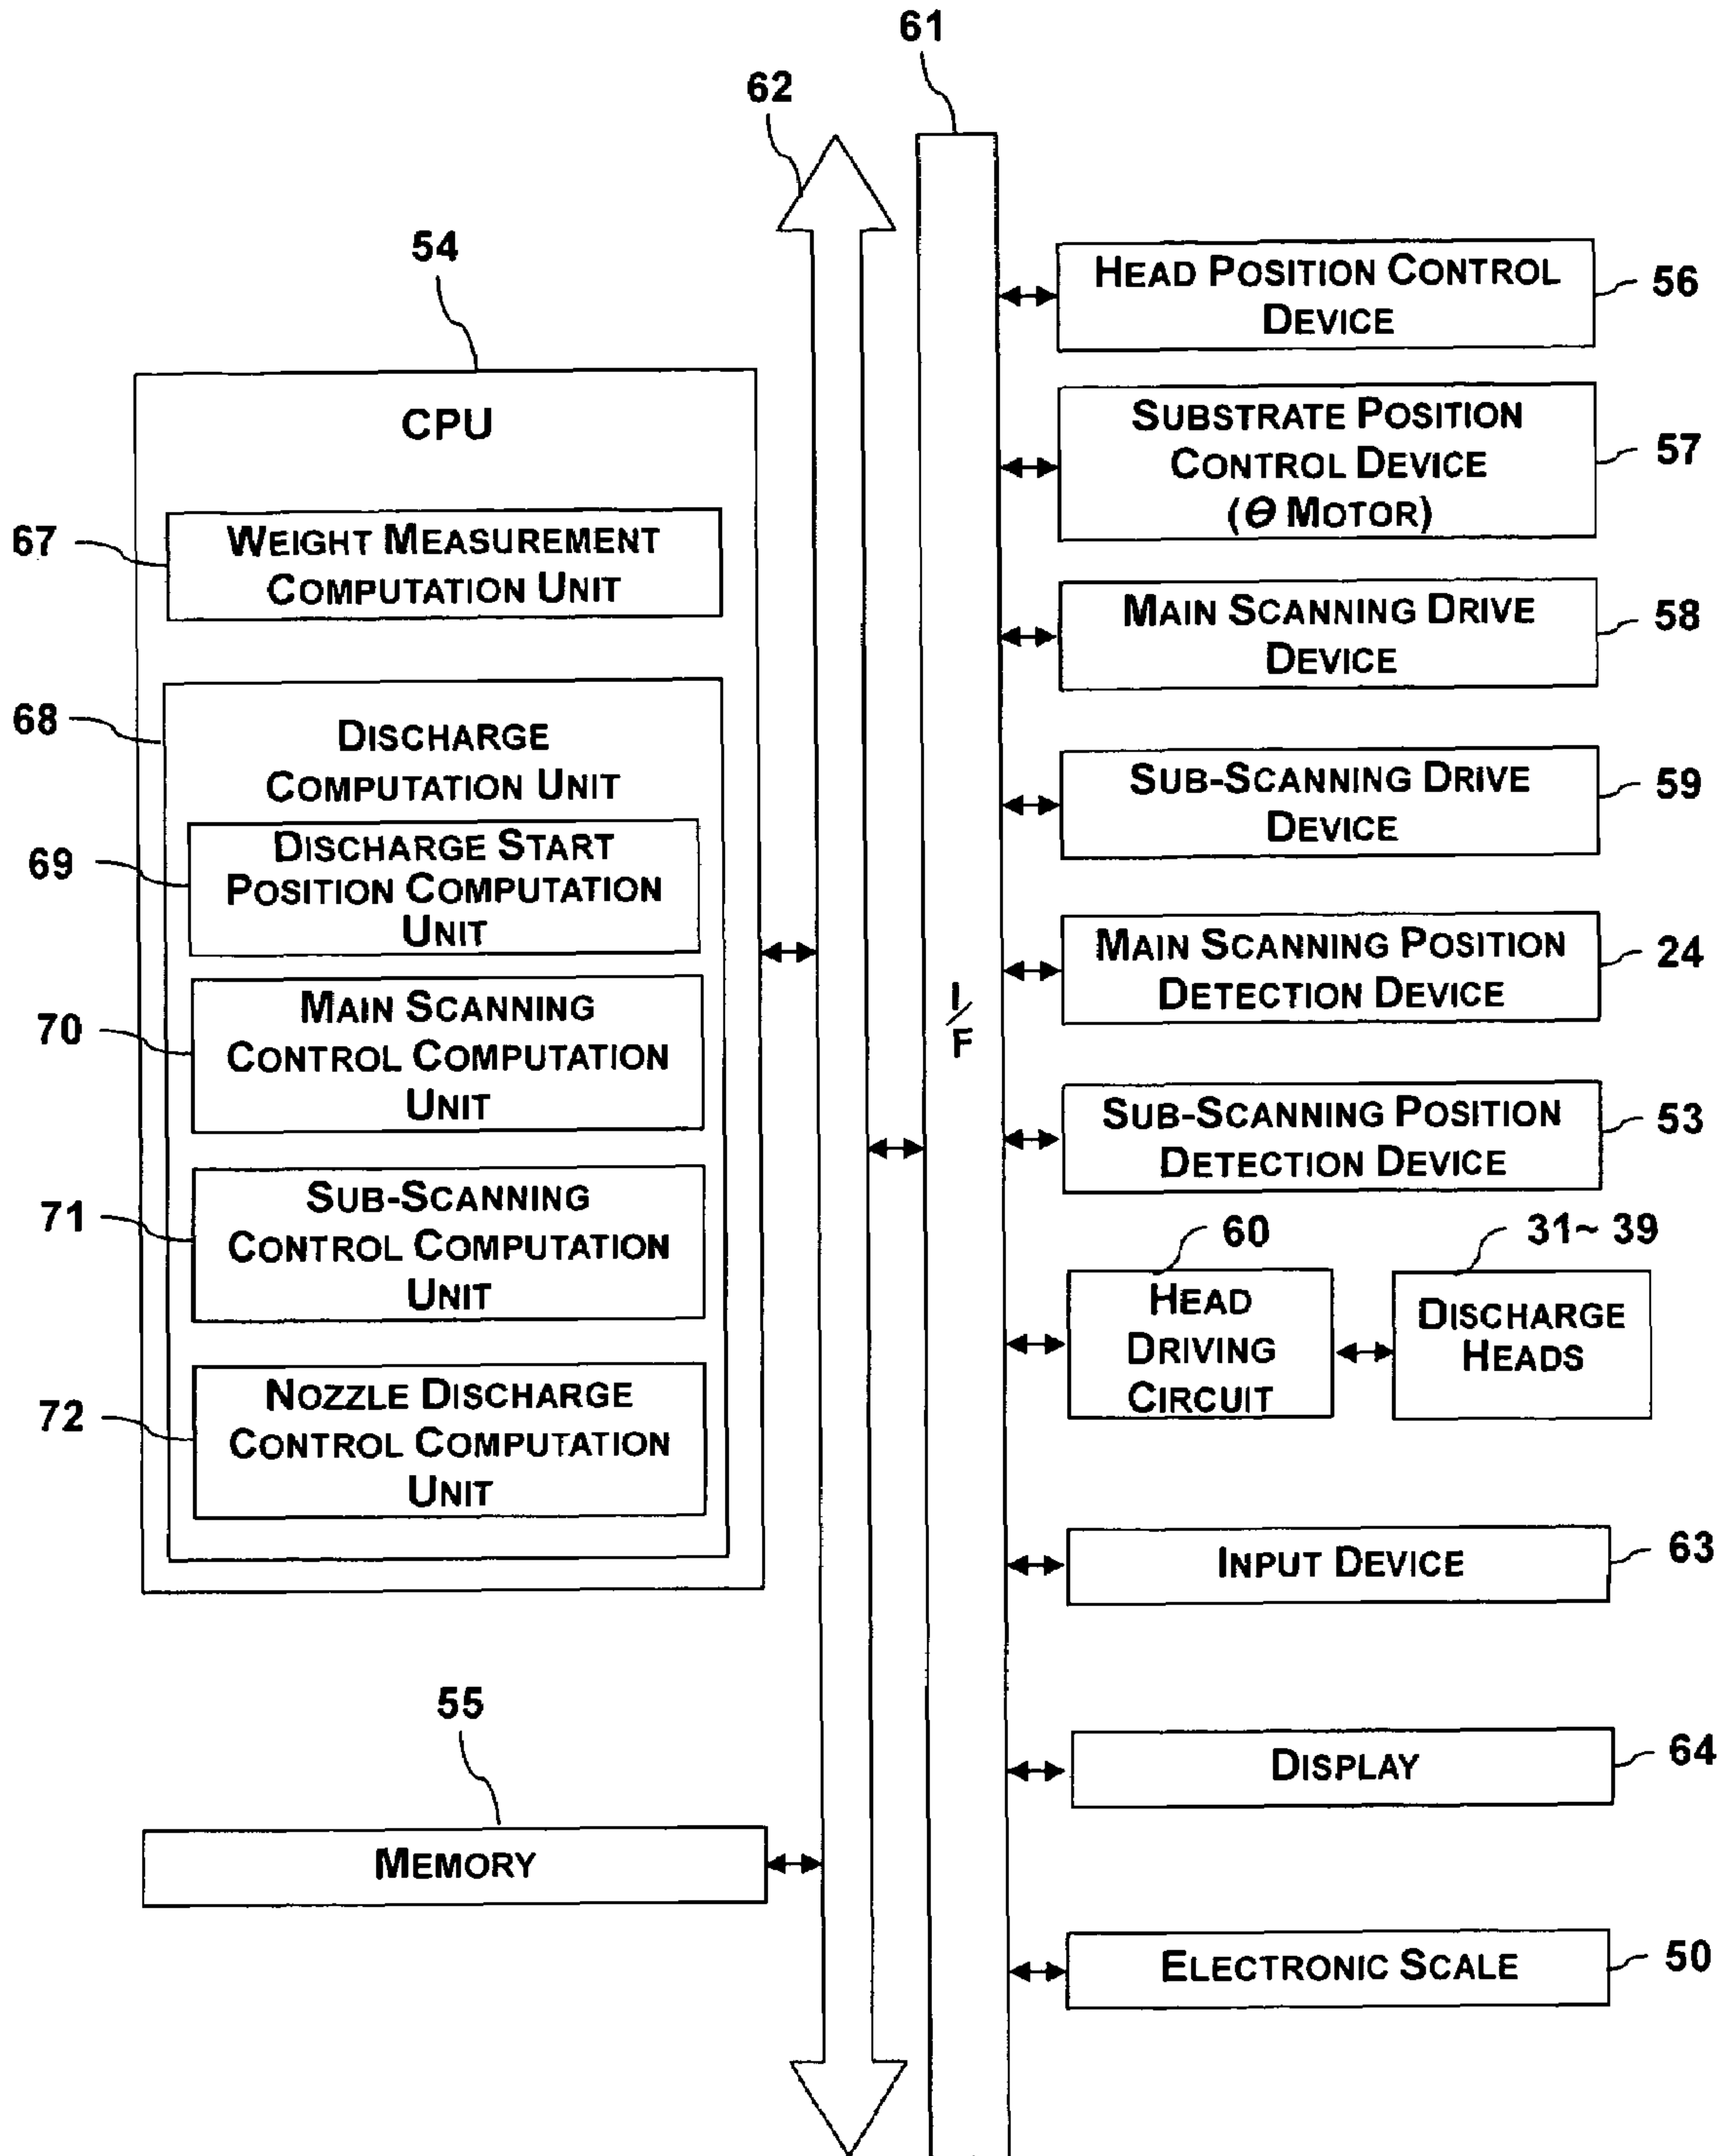 61
62
54
CPU
67
WEIGHT MEASUREMENT
COMPUTATION UNIT
68
DISCHARGE
COMPUTATION UNIT
69
DISCHARGE START
POSITION COMPUTATION
UNIT
70
MAIN SCANNING
CONTROL COMPUTATION
UNIT
71
SUB-SCANNING
CONTROL COMPUTATION
UNIT
72
NOZZLE DISCHARGE
CONTROL COMPUTATION
UNIT
55
MEMORY
I/F
HEAD POSITION CONTROL
DEVICE
56
SUBSTRATE POSITION
CONTROL DEVICE
(Θ MOTOR)
57
MAIN SCANNING DRIVE
DEVICE
58
SUB-SCANNING DRIVE
DEVICE
59
MAIN SCANNING POSITION
DETECTION DEVICE
24
SUB-SCANNING POSITION
DETECTION DEVICE
53
60
HEAD
DRIVING
CIRCUIT
31~39
DISCHARGE
HEADS
INPUT DEVICE
63
DISPLAY
64
ELECTRONIC SCALE
50